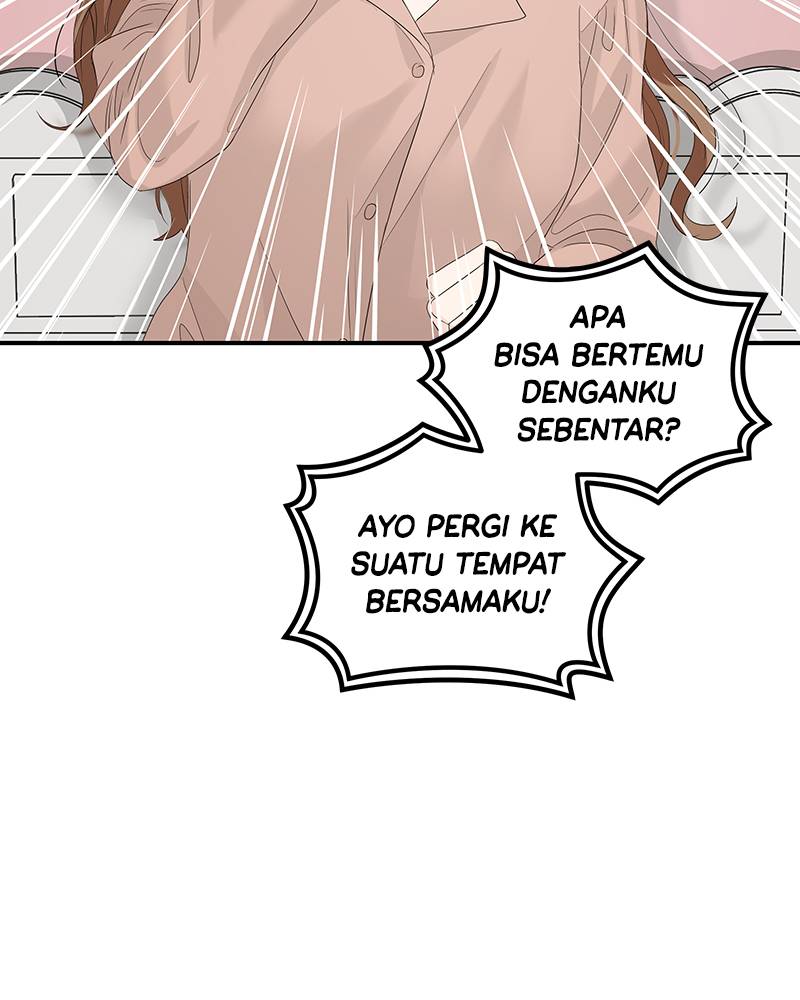 APA
BISA BERTEMU
DENGANKU
SEBENTAR?
AYO PERGI KE
SUATU TEMPAT
BERSAMAKU!